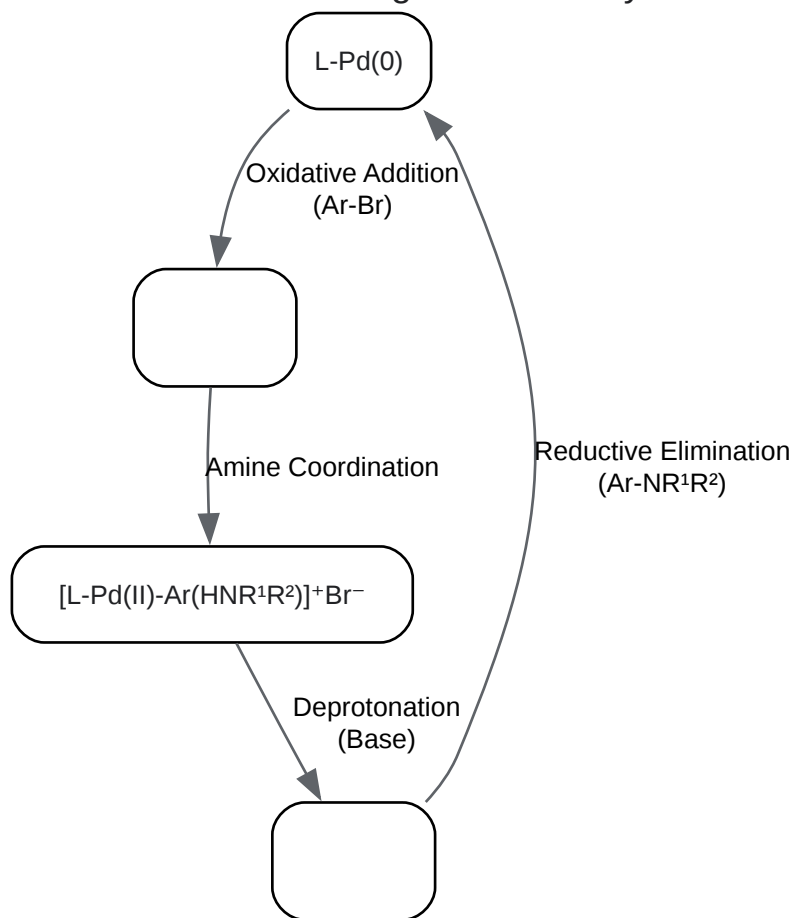 L-Pd(0)
Oxidative Addition
(Ar-Br)
Amine Coordination
Reductive Elimination
(Ar-NR¹R²)
[L-Pd(II)-Ar(HNR¹R²)]⁺Br⁻
Deprotonation
(Base)